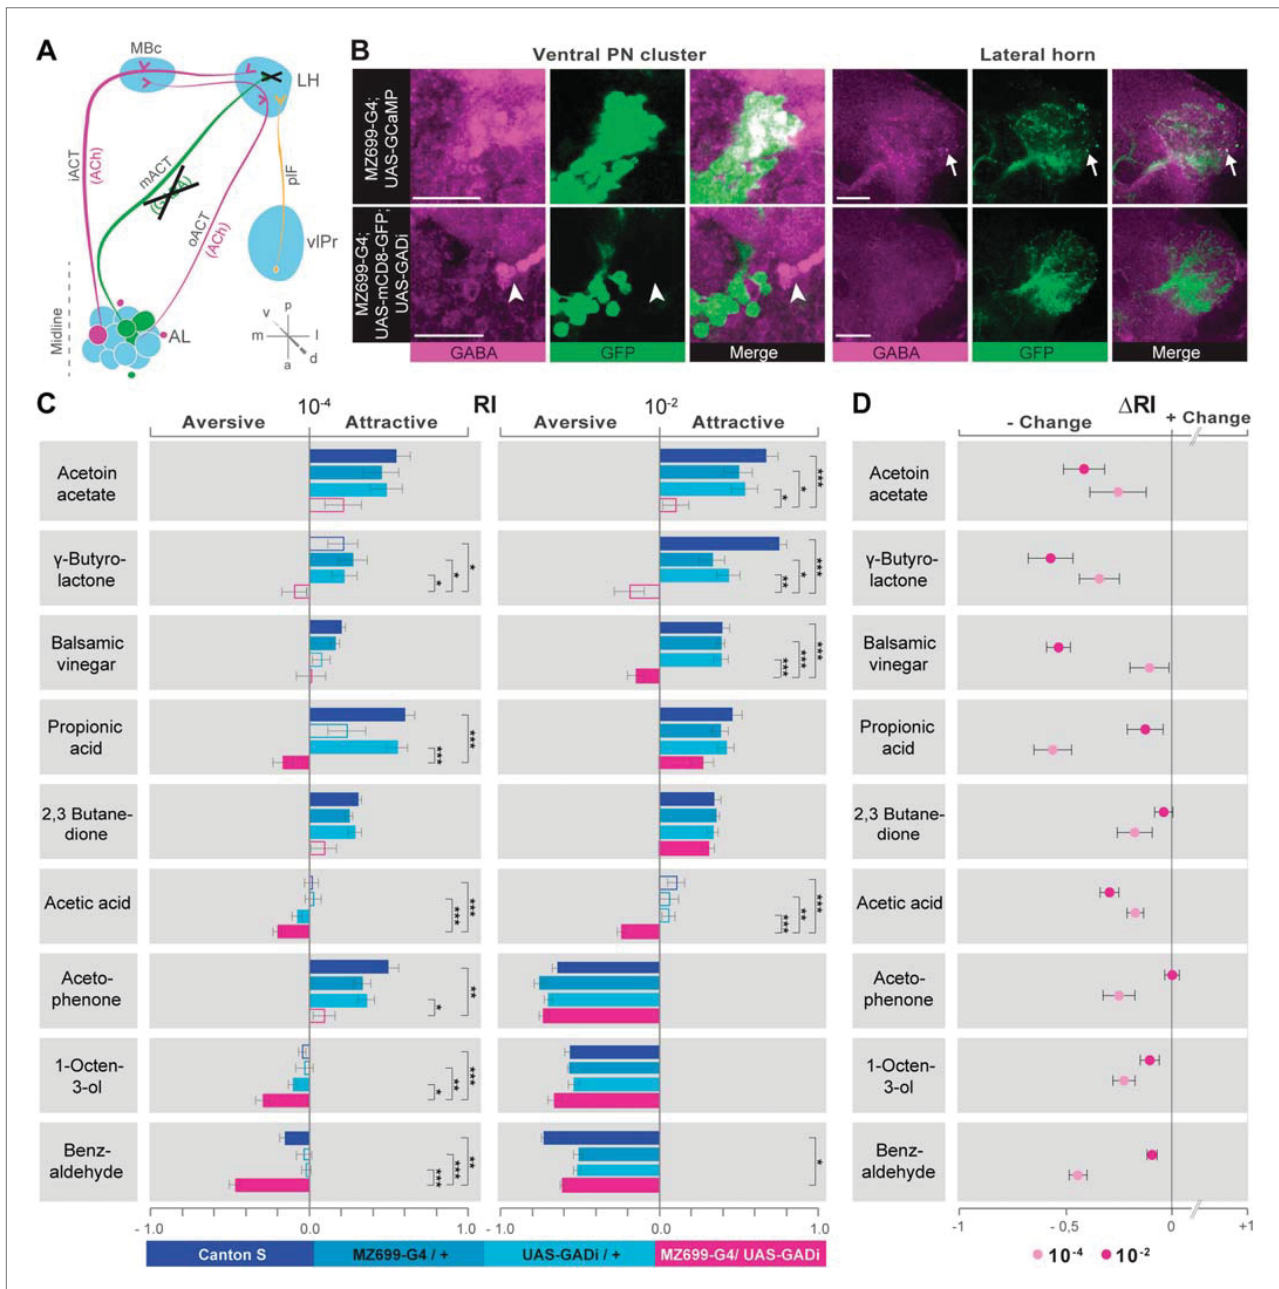 A
MBc
LH
iACT
(ACh)
mACT
oACT
(ACh)
plF
vlPr
AL
Midline
v
p
m
l
a
d
B
Ventral PN cluster
Lateral horn
MZ699-G4;
UAS-GCaMP
MZ699-G4;
UAS-mCD8-GFP;
UAS-GADi
GABA
GFP
Merge
GABA
GFP
Merge
C
10-4
RI
10-2
Aversive
Attractive
Aversive
Attractive
D
ΔRI
- Change
+ Change
Acetoin
acetate
***
*
*
γ-Butyro-
lactone
*
*
*
***
*
**
Balsamic
vinegar
***
***
***
Propionic
acid
***
***
2,3 Butane-
dione
Acetic acid
***
***
***
**
***
Aceto-
phenone
**
*
1-Octen-
3-ol
***
**
*
Benz-
aldehyde
**
***
***
*
- 1.0
0.0
1.0
- 1.0
0.0
1.0
-1
- 0,5
0
+1
Canton S
MZ699-G4 / +
UAS-GADi / +
MZ699-G4/ UAS-GADi
10-4
10-2